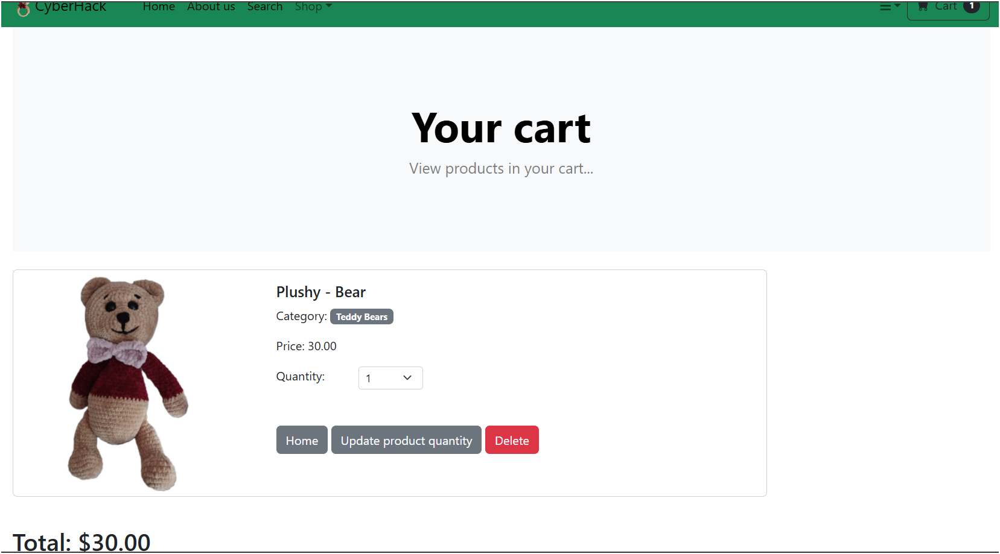 CyberHack Home About us Search Shop Cart 1
Your cart
View products in your cart...
Plushy - Bear
Category: Teddy Bears
Price: 30.00
Quantity: 1
Home Update product quantity Delete
Total: $30.00